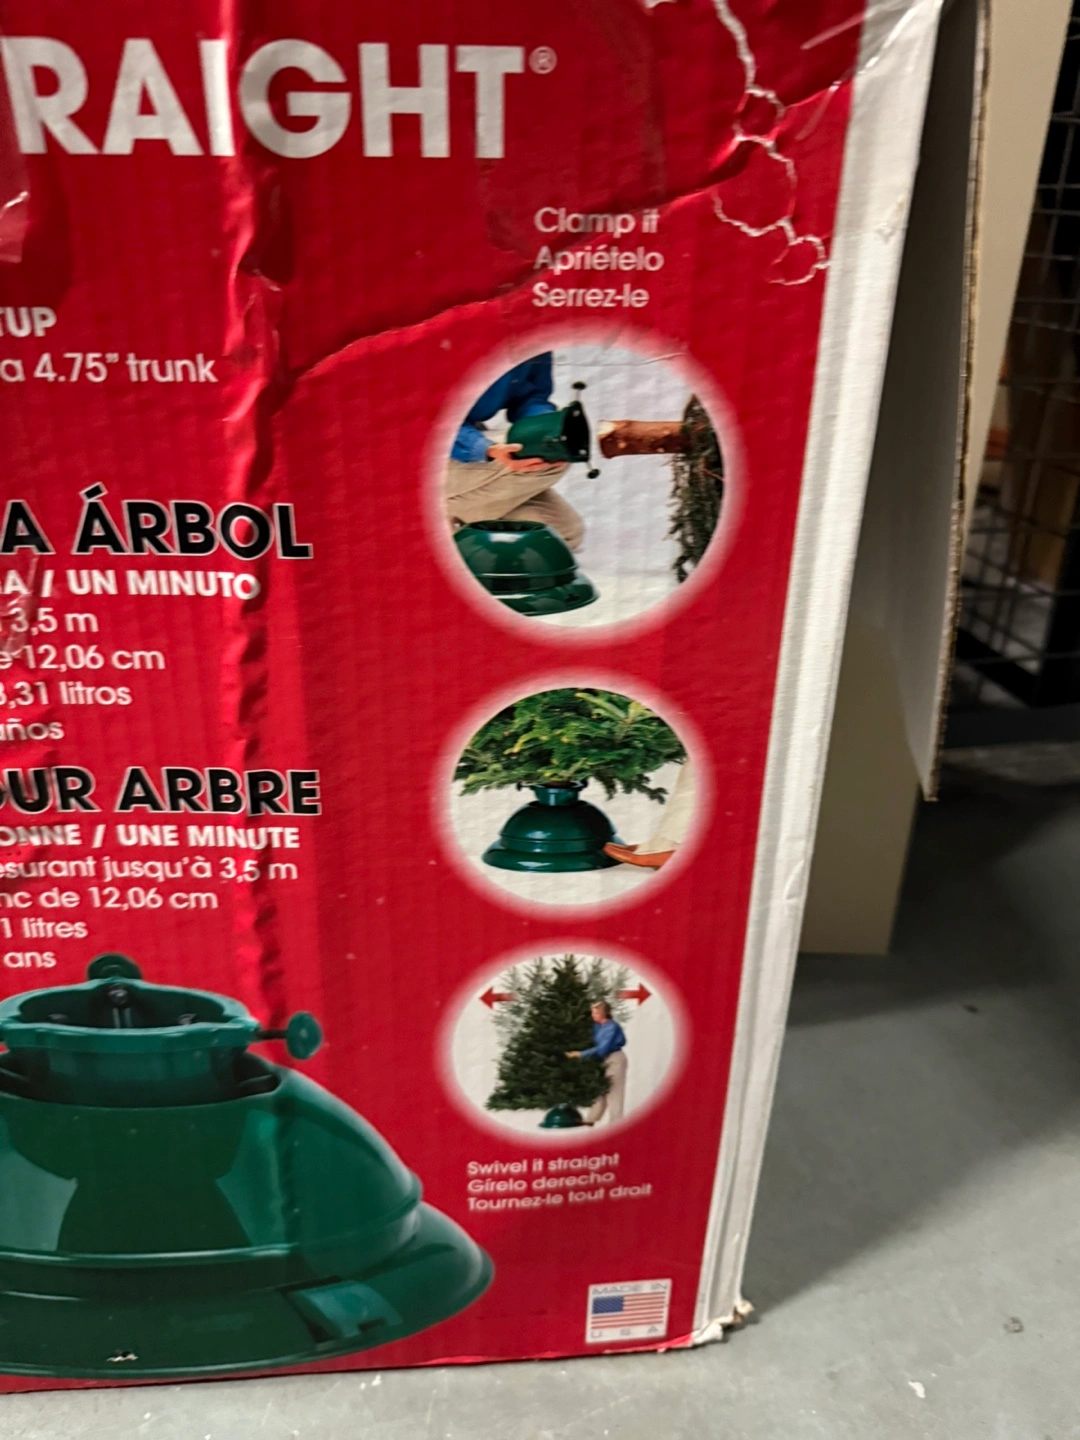 RAIGHT®
Clamp it
Apriételo
Serrez-le
TUP
a 4.75” trunk
A ÁRBOL
A / UN MINUTO
3,5 m
12,06 cm
3,31 litros
años
UR ARBRE
ONNE / UNE MINUTE
esurant jusqu'à 3,5 m
nc de 12,06 cm
1 litres
ans
Swivel it straight
Gírelo derecho
Tournez-le tout droit
MADE IN
U S A